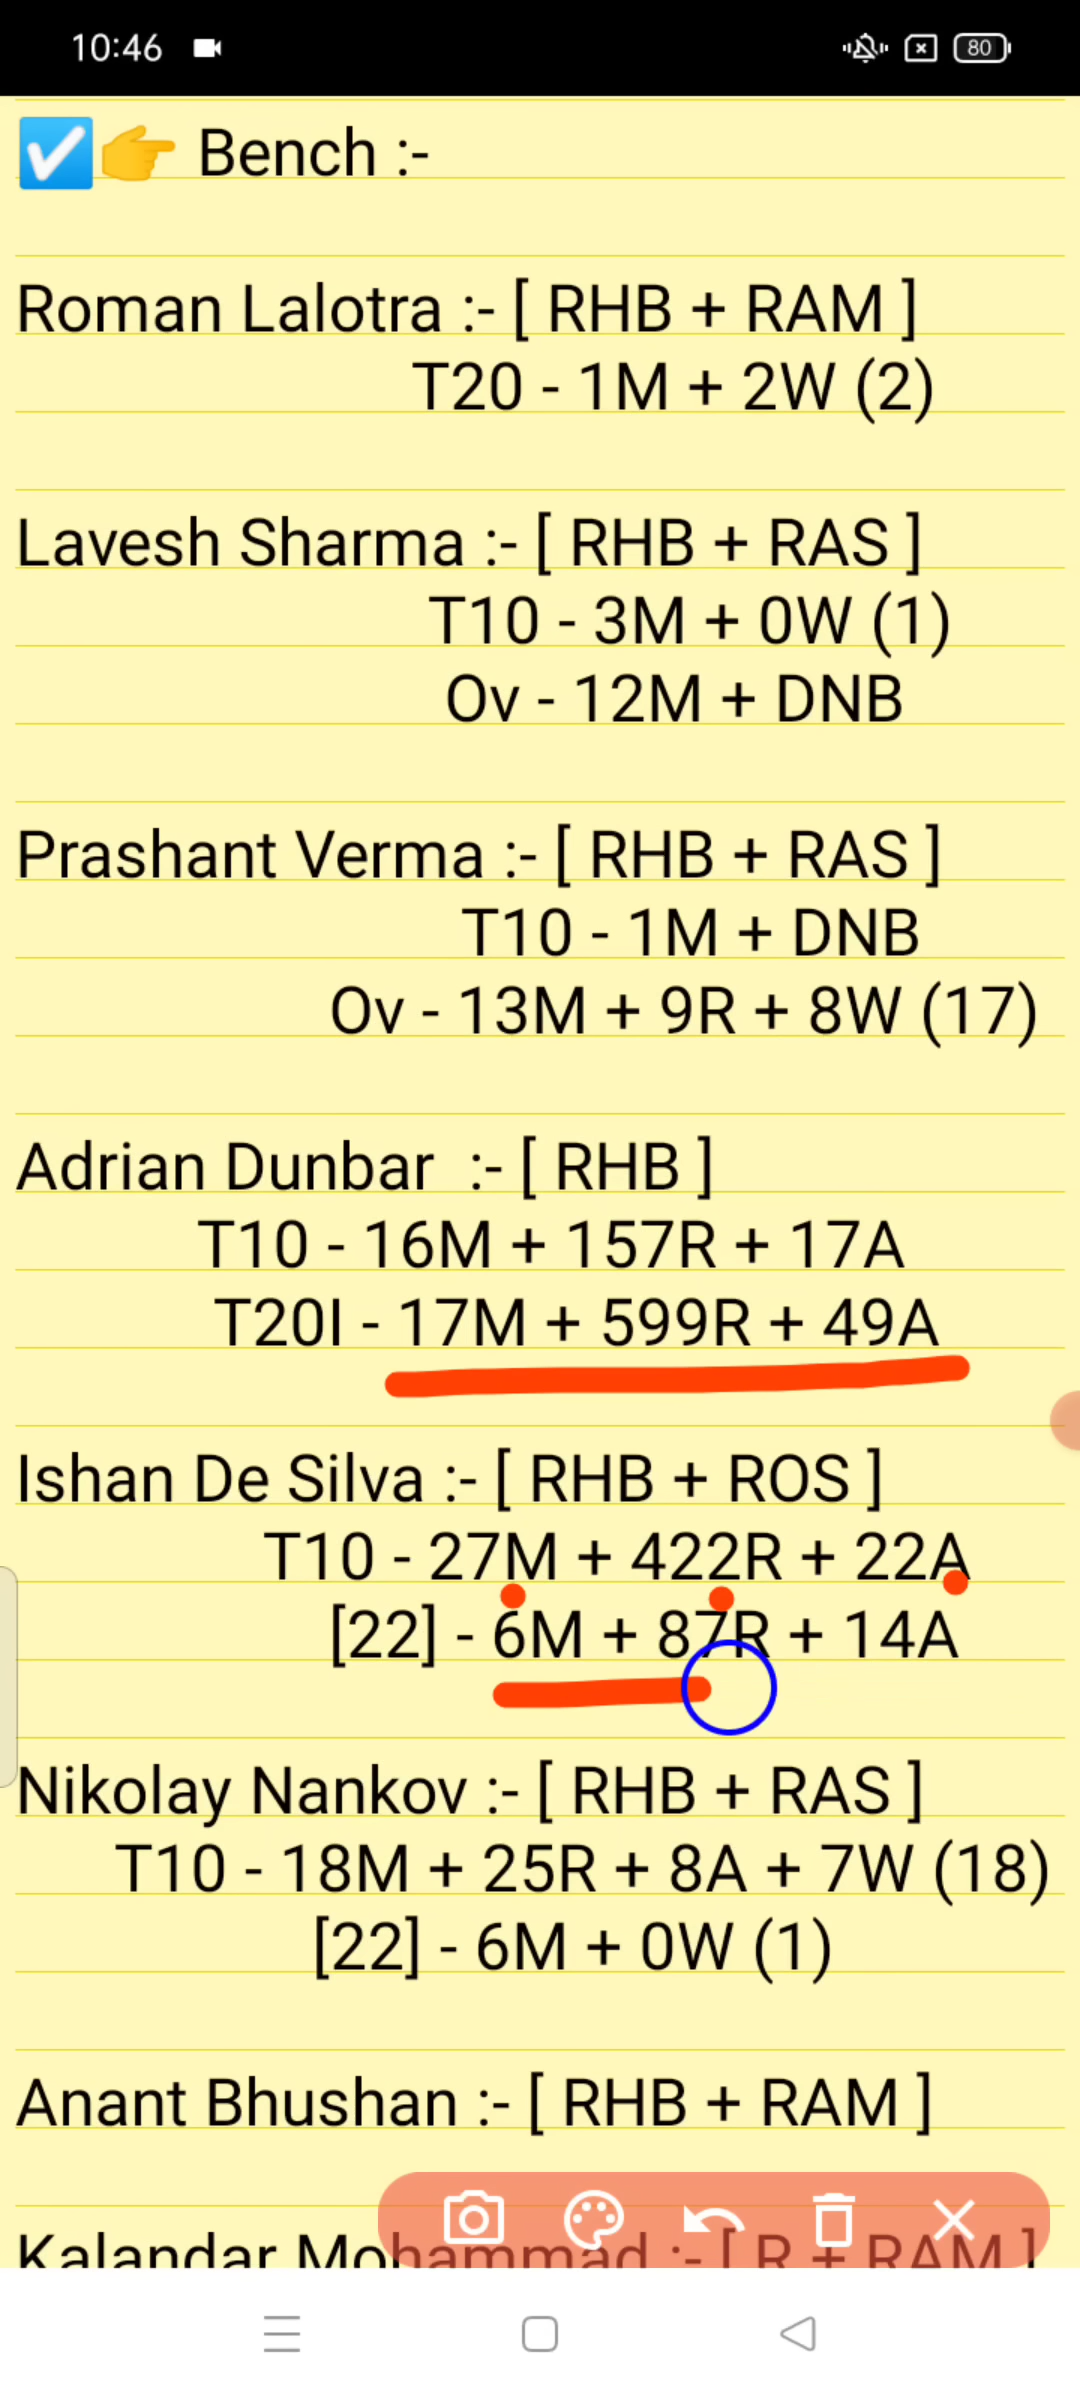 10:46
80
Bench :-
Roman Lalotra :- [ RHB + RAM ]
T20 - 1M + 2W (2)
Lavesh Sharma :- [ RHB + RAS ]
T10 - 3M + 0W (1)
Ov - 12M + DNB
Prashant Verma :- [ RHB + RAS ]
T10 - 1M + DNB
Ov - 13M + 9R + 8W (17)
Adrian Dunbar :- [ RHB ]
T10 - 16M + 157R + 17A
T20I - 17M + 599R + 49A
Ishan De Silva :- [ RHB + ROS ]
T10 - 27M + 422R + 22A
[22] - 6M + 87R + 14A
Nikolay Nankov :- [ RHB + RAS ]
T10 - 18M + 25R + 8A + 7W (18)
[22] - 6M + 0W (1)
Anant Bhushan :- [ RHB + RAM ]
Kalandar Mohammad :- [ R + RAM ]